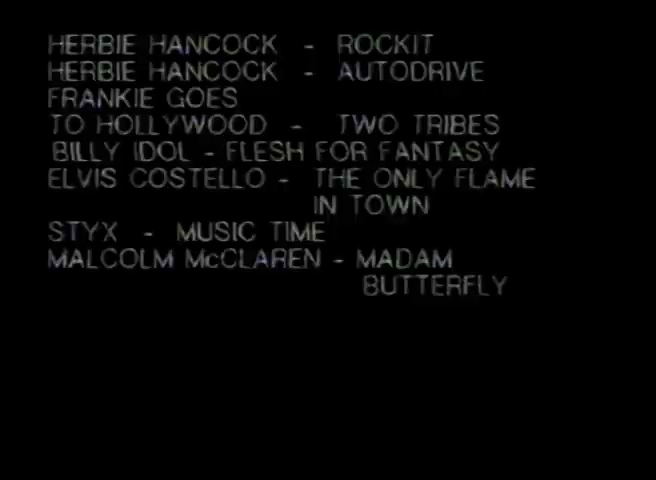 HERBIE HANCOCK - ROCKIT
HERBIE HANCOCK - AUTODRIVE
FRANKIE GOES
TO HOLLYWOOD - TWO TRIBES
BILLY IDOL - FLESH FOR FANTASY
ELVIS COSTELLO - THE ONLY FLAME
IN TOWN
STYX - MUSIC TIME
MALCOLM McCLAREN - MADAM
BUTTERFLY